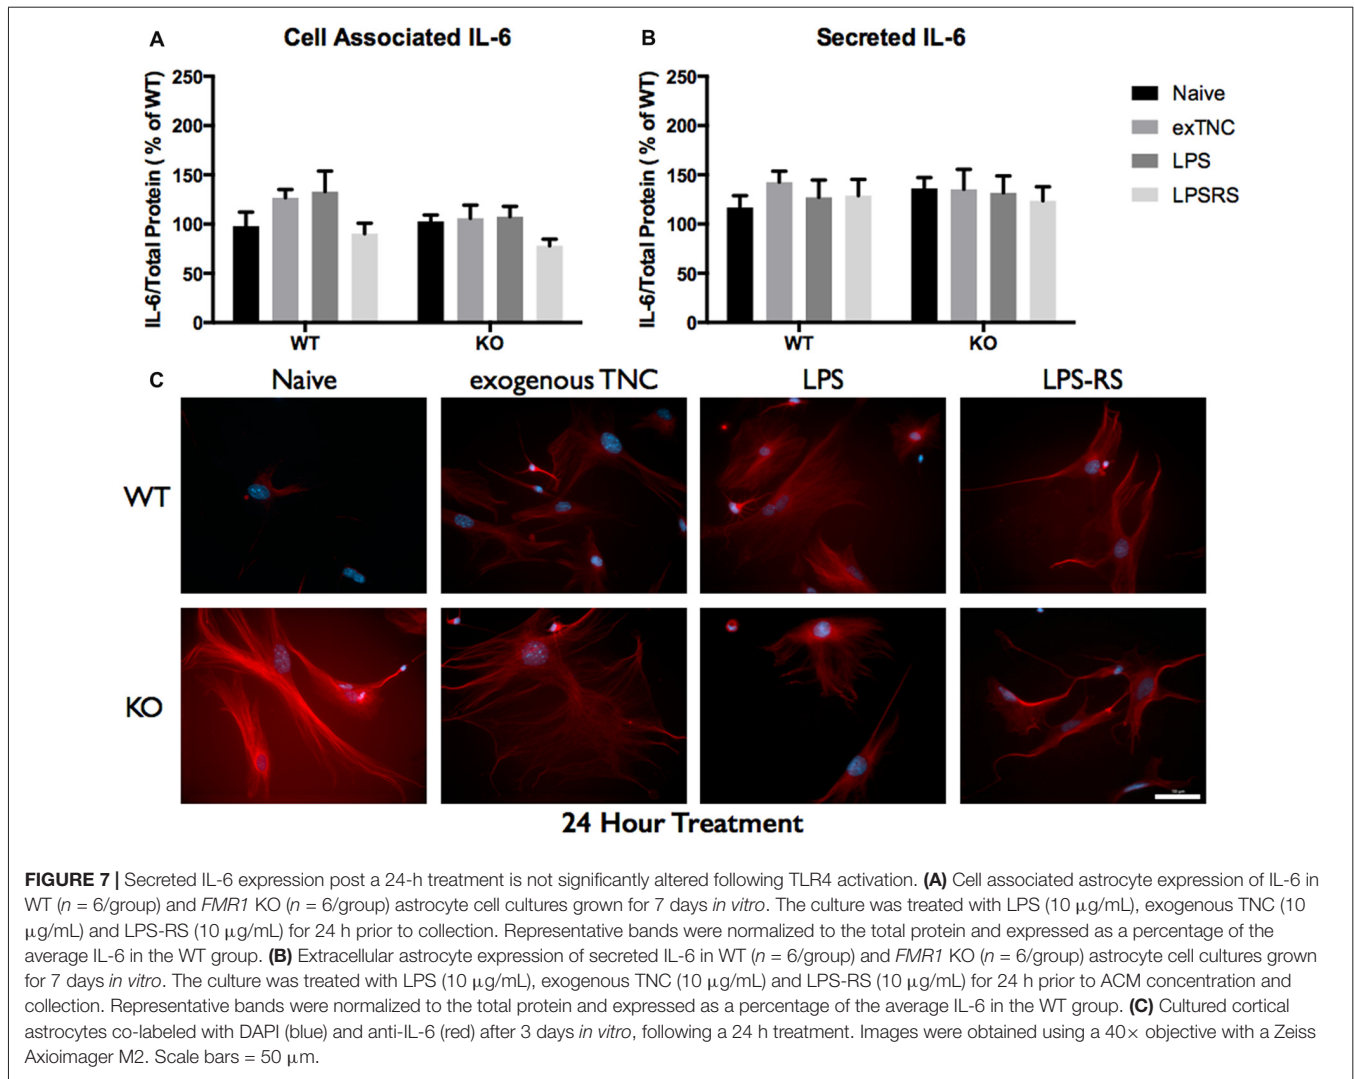 A
Cell Associated IL-6
IL-6/Total Protein ( % of WT)
250
200
150
100
50
0
WT
KO
B
Secreted IL-6
IL-6/Total Protein ( % of WT)
250
200
150
100
50
0
WT
KO
Naive
exTNC
LPS
LPSRS
C
Naive
exogenous TNC
LPS
LPS-RS
WT
KO
24 Hour Treatment
FIGURE 7 | Secreted IL-6 expression post a 24-h treatment is not significantly altered following TLR4 activation. (A) Cell associated astrocyte expression of IL-6 in
WT (n = 6/group) and FMR1 KO (n = 6/group) astrocyte cell cultures grown for 7 days in vitro. The culture was treated with LPS (10 μg/mL), exogenous TNC (10
μg/mL) and LPS-RS (10 μg/mL) for 24 h prior to collection. Representative bands were normalized to the total protein and expressed as a percentage of the
average IL-6 in the WT group. (B) Extracellular astrocyte expression of secreted IL-6 in WT (n = 6/group) and FMR1 KO (n = 6/group) astrocyte cell cultures grown
for 7 days in vitro. The culture was treated with LPS (10 μg/mL), exogenous TNC (10 μg/mL) and LPS-RS (10 μg/mL) for 24 h prior to ACM concentration and
collection. Representative bands were normalized to the total protein and expressed as a percentage of the average IL-6 in the WT group. (C) Cultured cortical
astrocytes co-labeled with DAPI (blue) and anti-IL-6 (red) after 3 days in vitro, following a 24 h treatment. Images were obtained using a 40× objective with a Zeiss
Axioimager M2. Scale bars = 50 μm.